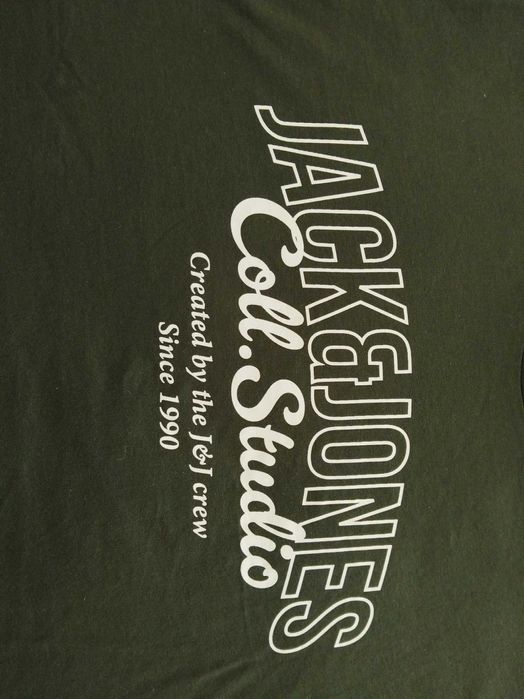 JACK&JONES
Coll.Studio
Created by the J&J crew
Since 1990